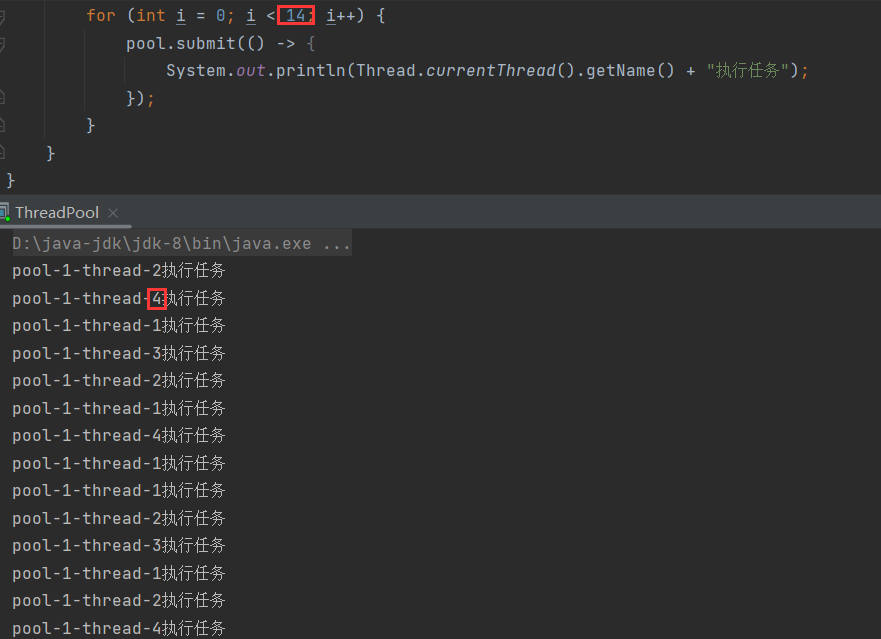 for (int i = 0; i < 14; i++) {
pool.submit(() -> {
System.out.println(Thread.currentThread().getName() + "执行任务");
});
}
}
}
ThreadPool
D:\java-jdk\jdk-8\bin\java.exe ...
pool-1-thread-2执行任务
pool-1-thread-4执行任务
pool-1-thread-1执行任务
pool-1-thread-3执行任务
pool-1-thread-2执行任务
pool-1-thread-1执行任务
pool-1-thread-4执行任务
pool-1-thread-1执行任务
pool-1-thread-1执行任务
pool-1-thread-2执行任务
pool-1-thread-3执行任务
pool-1-thread-1执行任务
pool-1-thread-2执行任务
pool-1-thread-4执行任务